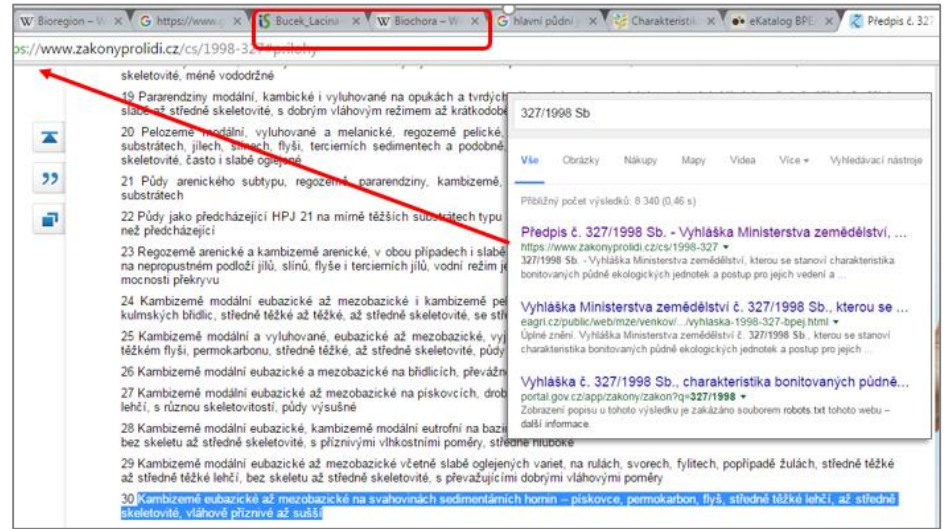 Bioregion – W
https://www.g
Bucek_Lacina
Biochora – W
hlavní půdní
Charakteristik
eKatalog BPE
Předpis č. 327
os://www.zakonyprolidi.cz/cs/1998-327#prilohy
skeletovité, méně vododržné
19 Pararendziny modální, kambické i vyluhované na opukách a tvrdých
slabě až středně skeletovité, s dobrým vláhovým režimem až krátkodobě
20 Pelozemě modální, vyluhované a melanické, regozemě pelické,
substrátech, jílech, slínech, flyši, tercierních sedimentech a podobně,
skeletovité, často i slabě oglejené
21 Půdy arenického subtypu, regozemě, pararendziny, kambizemě,
substrátech
22 Půdy jako předcházející HPJ 21 na mírně těžších substrátech typu
než předcházející
23 Regozemě arenické a kambizemě arenické, v obou případech i slabě
na nepropustném podloží jílů, slínů, flyše i tercierních jílů, vodní režim je
mocnosti překryvu
24 Kambizemě modální eubazické až mezobazické i kambizemě pel
kulmských břidlic, středně těžké až těžké, až středně skeletovité, se stř
25 Kambizemě modální a vyluhované, eubazické až mezobazické, vyj
těžkém flyši, permokarbonu, středně těžké, až středně skeletovité, půdy
26 Kambizemě modální eubazické a mezobazické na břidlicích, převážn
27 Kambizemě modální eubazické až mezobazické na pískovcích, drob
lehčí, s různou skeletovitostí, půdy výsušné
28 Kambizemě modální eubazické, kambizemě modální eutrofní na bazi
bez skeletu až středně skeletovité, s příznivými vlhkostními poměry, středně hluboké
29 Kambizemě modální eubazické až mezobazické včetně slabě oglejených variet, na rulách, svorech, fylitech, popřípadě žulách, středně těžké
až středně těžké lehčí, bez skeletu až středně skeletovité, s převažujícími dobrými vláhovými poměry
30 Kambizemě eubazické až mezobazické na svahovinách sedimentárních hornin – pískovce, permokarbon, flyš, středně těžké lehčí, až středně
skeletovité, vláhově příznivé až sušší
327/1998 Sb
Vše Obrázky Nákupy Mapy Videa Více Vyhledávací nástroje
Přibližný počet výsledků: 8 340 (0,46 s)
Předpis č. 327/1998 Sb. - Vyhláška Ministerstva zemědělství, ...
https://www.zakonyprolidi.cz/cs/1998-327
327/1998 Sb. - Vyhláška Ministerstva zemědělství, kterou se stanoví charakteristika
bonitovaných půdně ekologických jednotek a postup pro jejich vedení a ...
Vyhláška Ministerstva zemědělství č. 327/1998 Sb., kterou se ...
eagri.cz/public/web/mze/venkov/.../vyhlaska-1998-327-bpej.html
Úplné znění. Vyhláška Ministerstva zemědělství č. 327/1998 Sb., kterou se stanoví
charakteristika bonitovaných půdně ekologických jednotek a postup pro jejich ...
Vyhláška č. 327/1998 Sb., charakteristika bonitovaných půdně...
portal.gov.cz/app/zakony/zakon?q=327/1998
Zobrazení popisu u tohoto výsledku je zakázáno souborem robots.txt tohoto webu –
další informace.